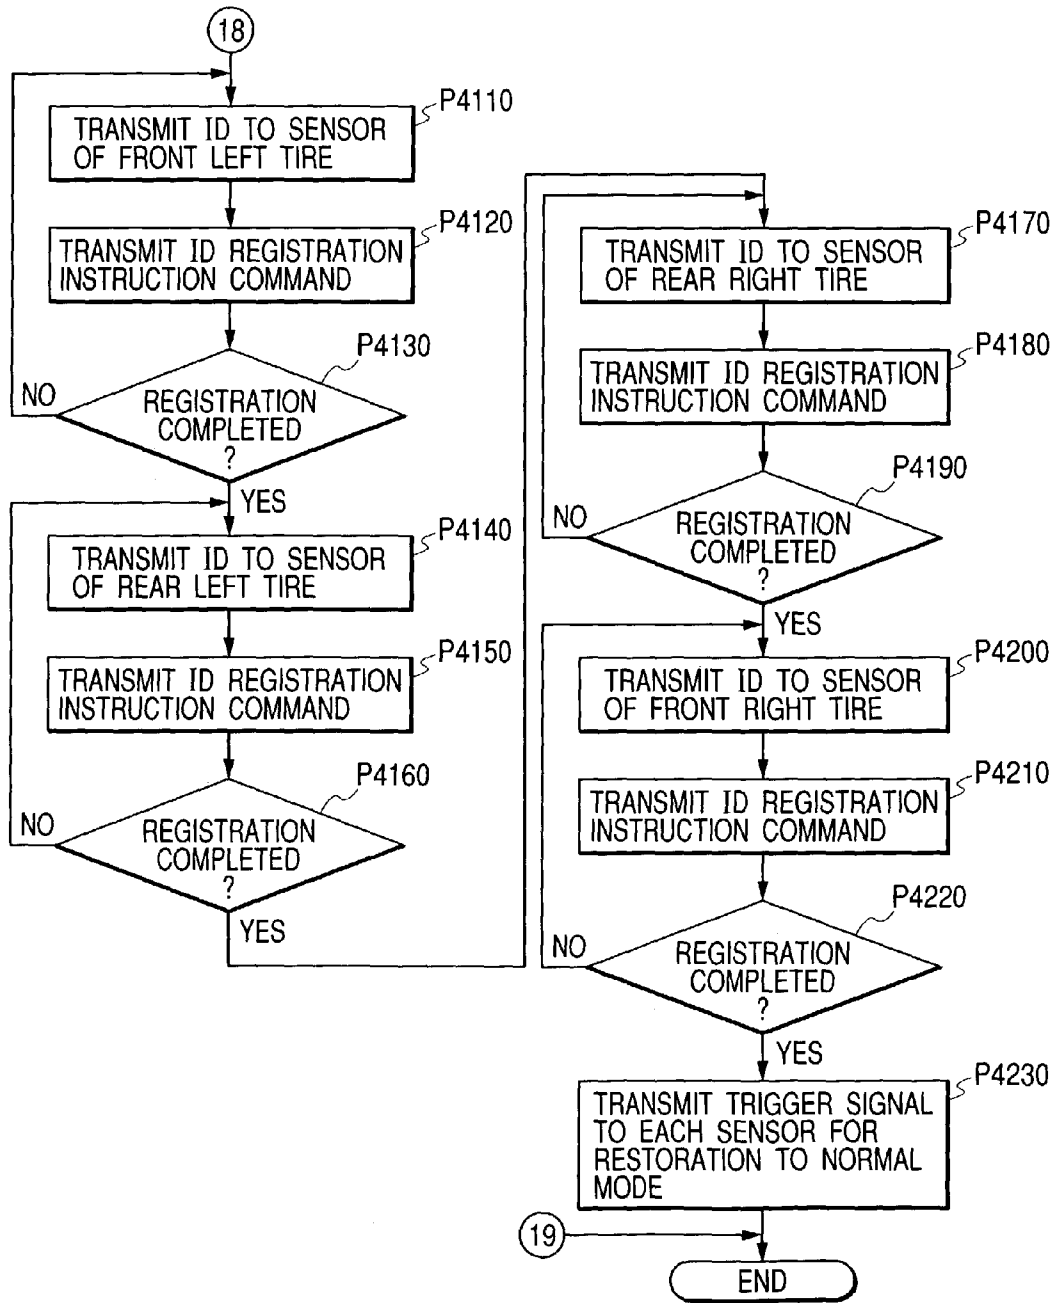 18
P4110
TRANSMIT ID TO SENSOR
OF FRONT LEFT TIRE
P4120
TRANSMIT ID REGISTRATION
INSTRUCTION COMMAND
P4130
NO
REGISTRATION
COMPLETED
?
YES
P4140
TRANSMIT ID TO SENSOR
OF REAR LEFT TIRE
P4150
TRANSMIT ID REGISTRATION
INSTRUCTION COMMAND
P4160
NO
REGISTRATION
COMPLETED
?
YES
P4170
TRANSMIT ID TO SENSOR
OF REAR RIGHT TIRE
P4180
TRANSMIT ID REGISTRATION
INSTRUCTION COMMAND
P4190
NO
REGISTRATION
COMPLETED
?
YES
P4200
TRANSMIT ID TO SENSOR
OF FRONT RIGHT TIRE
P4210
TRANSMIT ID REGISTRATION
INSTRUCTION COMMAND
P4220
NO
REGISTRATION
COMPLETED
?
YES
P4230
TRANSMIT TRIGGER SIGNAL
TO EACH SENSOR FOR
RESTORATION TO NORMAL
MODE
19
END